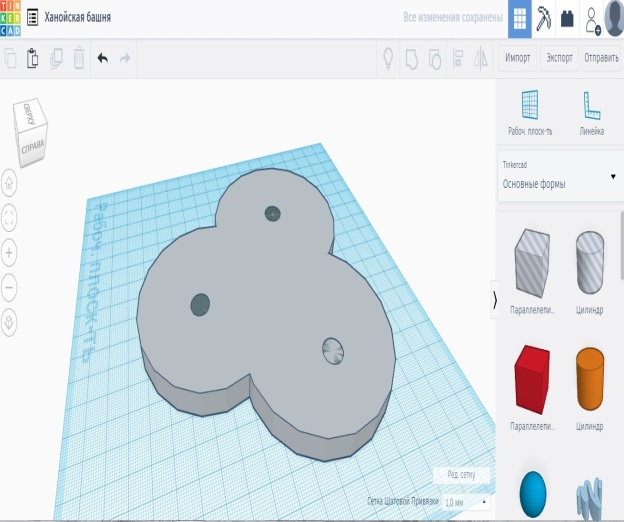 TIN
KER
CAD
Ханойская башня
Все изменения сохранены
Импорт
Экспорт
Отправить
СВЕРХУ
СПРАВА
Рабоч. плоск-ть
Рабоч. плоск-ть
Линейка
Tinkercad
Основные формы
Параллелепи..
Цилиндр
Параллелепи..
Цилиндр
Ред. сетку
Сетка Шаговой Привязки
1,0 мм